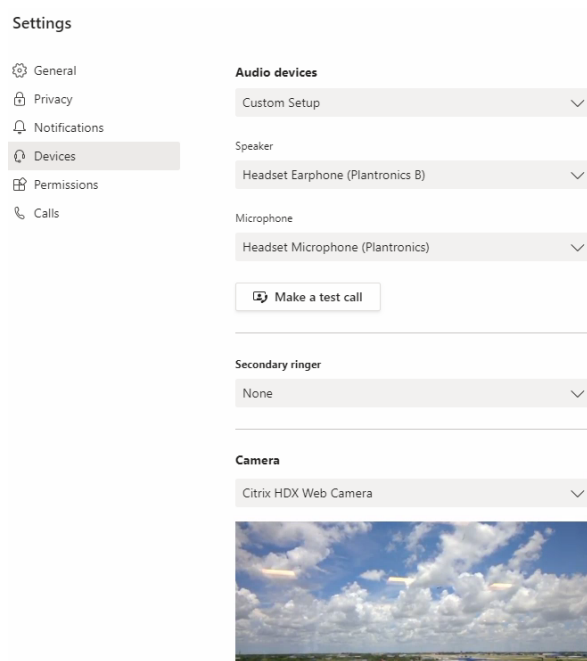 Settings
General
Privacy
Notifications
Devices
Permissions
Calls
Audio devices
Custom Setup
Speaker
Headset Earphone (Plantronics B)
Microphone
Headset Microphone (Plantronics)
Make a test call
Secondary ringer
None
Camera
Citrix HDX Web Camera